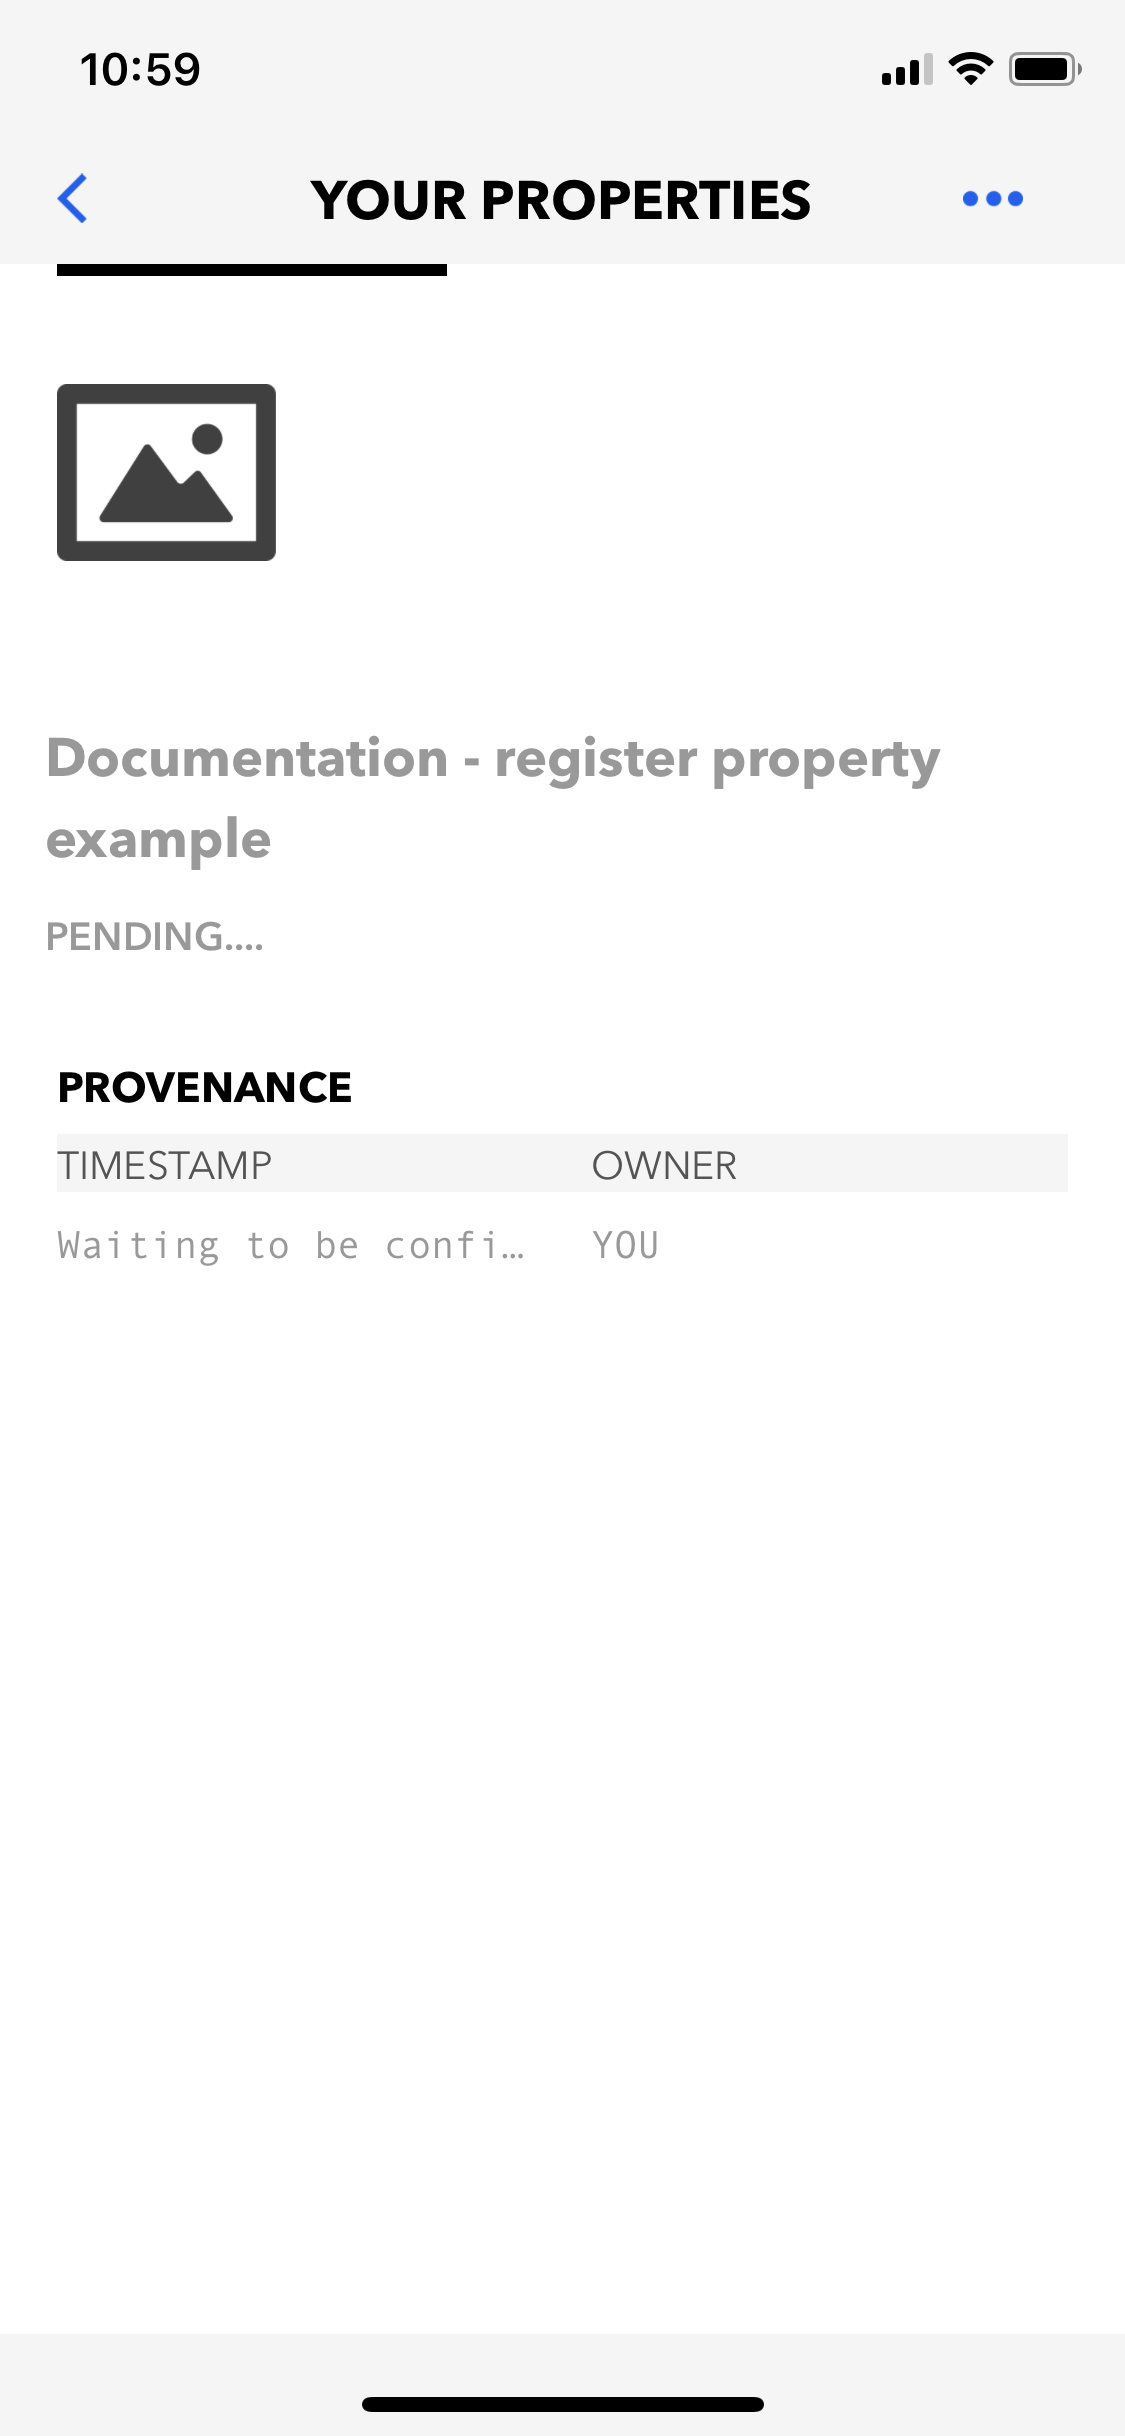 10:59
YOUR PROPERTIES
Documentation - register property
example
PENDING....
PROVENANCE
TIMESTAMP OWNER
Waiting to be confi… YOU